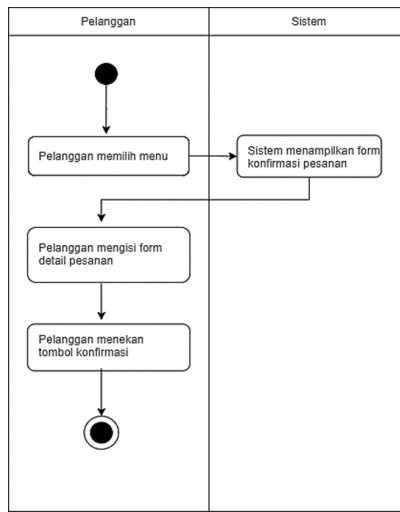 Pelanggan
Sistem
Pelanggan memilih menu
Sistem menampilkan form
konfirmasi pesanan
Pelanggan mengisi form
detail pesanan
Pelanggan menekan
tombol konfirmasi